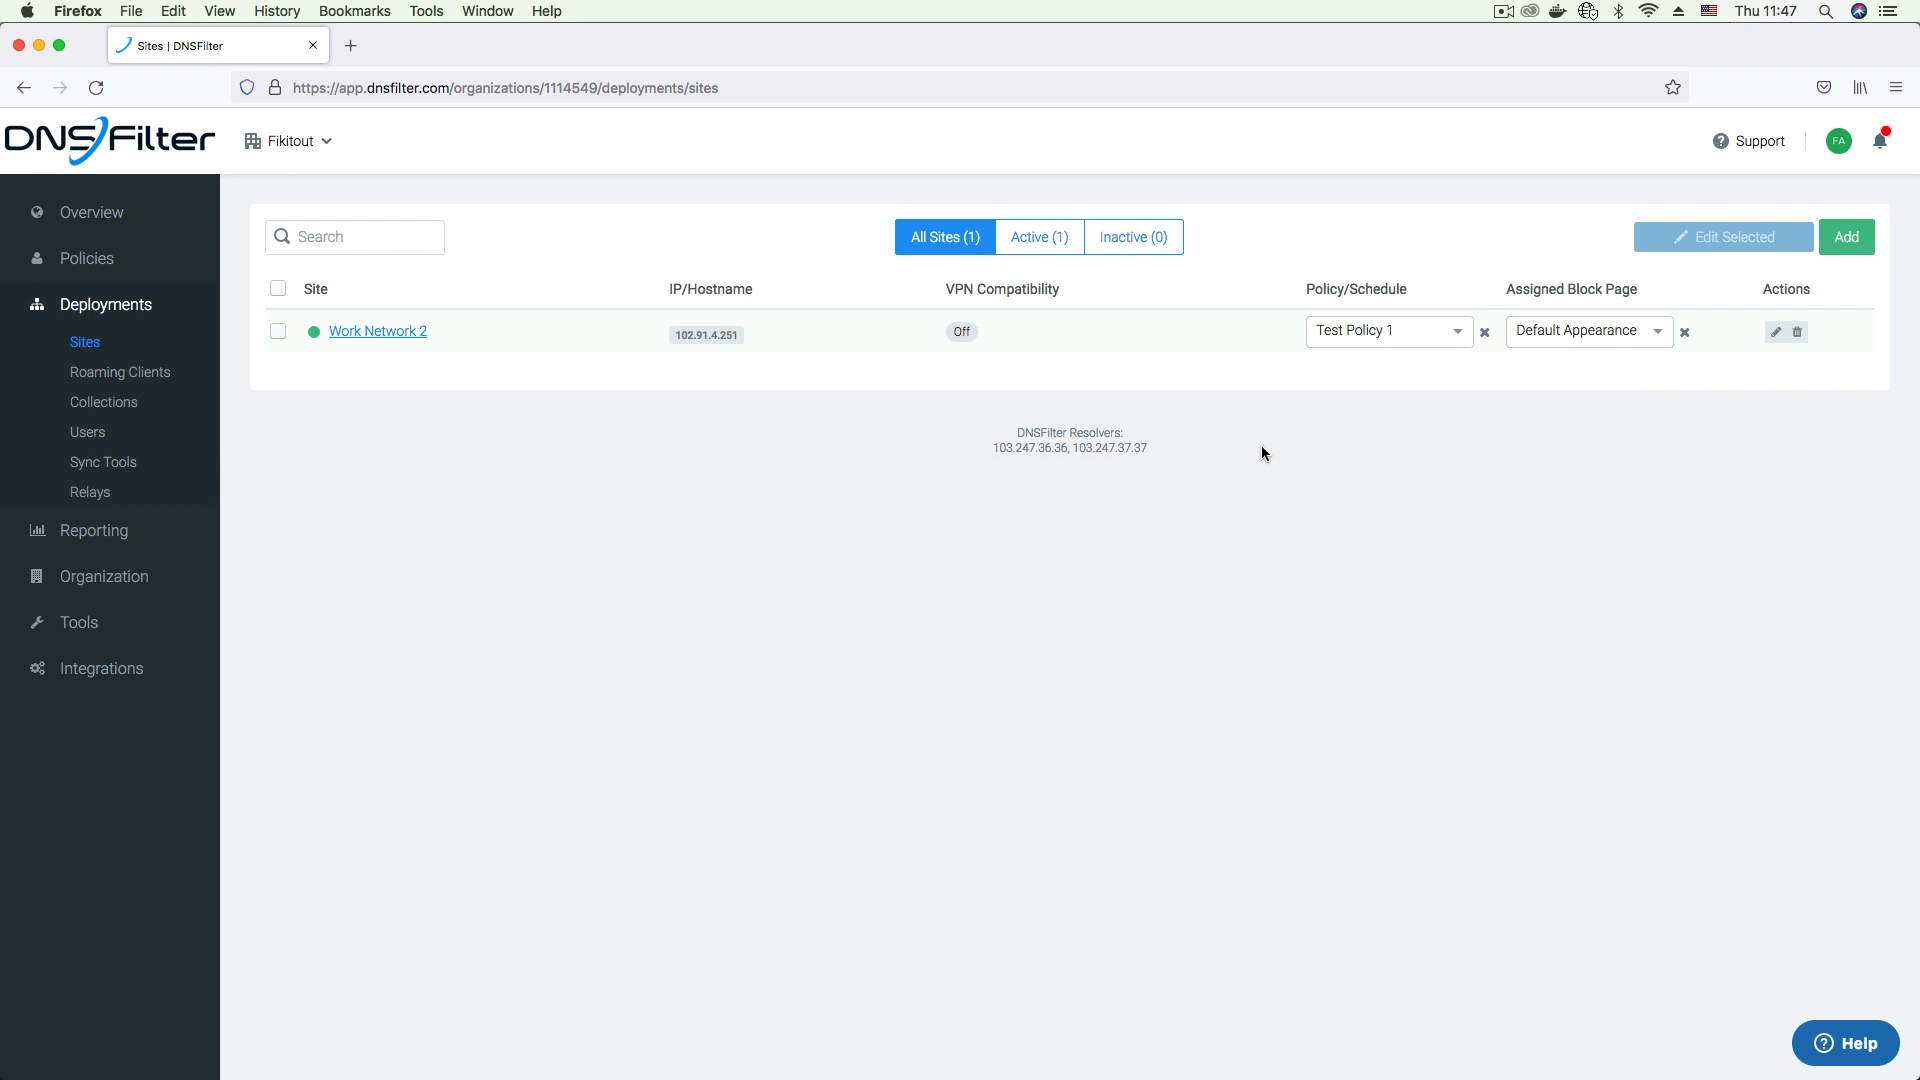 Firefox File Edit View History Bookmarks Tools Window Help Thu 11:47
Sites | DNSFilter
https://app.dnsfilter.com/organizations/1114549/deployments/sites
DNSFilter Fikitout Support FA
Overview
Policies
Deployments
Sites
Roaming Clients
Collections
Users
Sync Tools
Relays
Reporting
Organization
Tools
Integrations
Search All Sites (1) Active (1) Inactive (0) Edit Selected Add
Site IP/Hostname VPN Compatibility Policy/Schedule Assigned Block Page Actions
Work Network 2 102.91.4.251 Off Test Policy 1 Default Appearance
DNSFilter Resolvers:
103.247.36.36, 103.247.37.37
Help